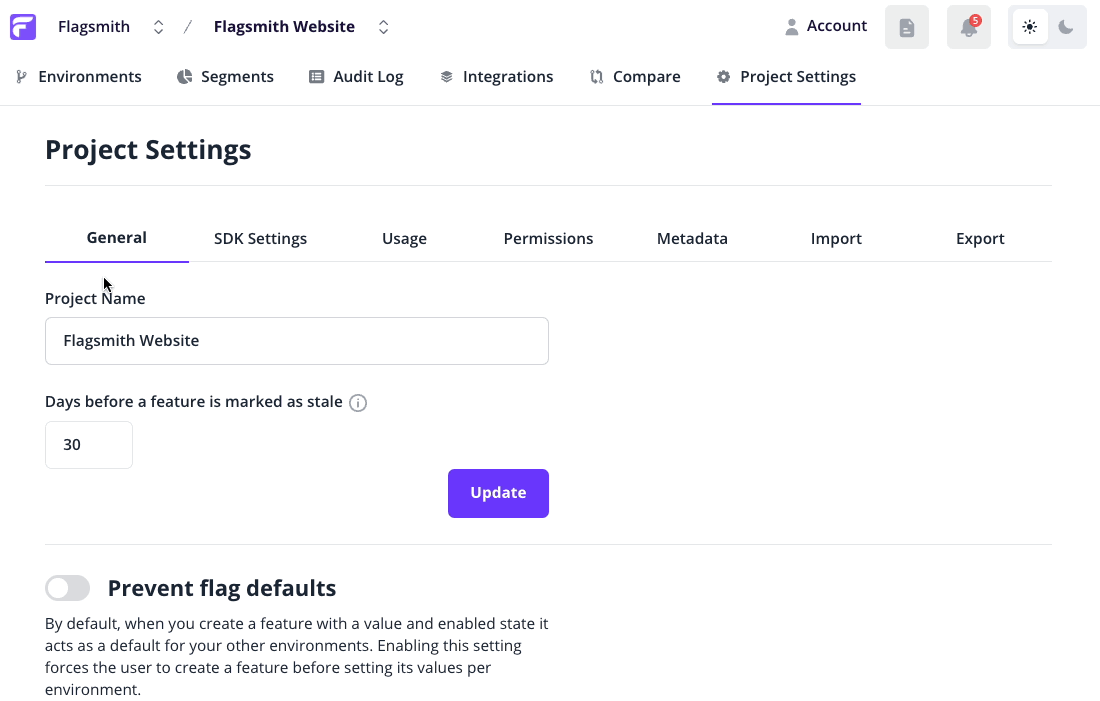 Flagsmith / Flagsmith Website Account 5
Environments Segments Audit Log Integrations Compare Project Settings
Project Settings
General SDK Settings Usage Permissions Metadata Import Export
Project Name
Flagsmith Website
Days before a feature is marked as stale
30
Update
Prevent flag defaults
By default, when you create a feature with a value and enabled state it
acts as a default for your other environments. Enabling this setting
forces the user to create a feature before setting its values per
environment.